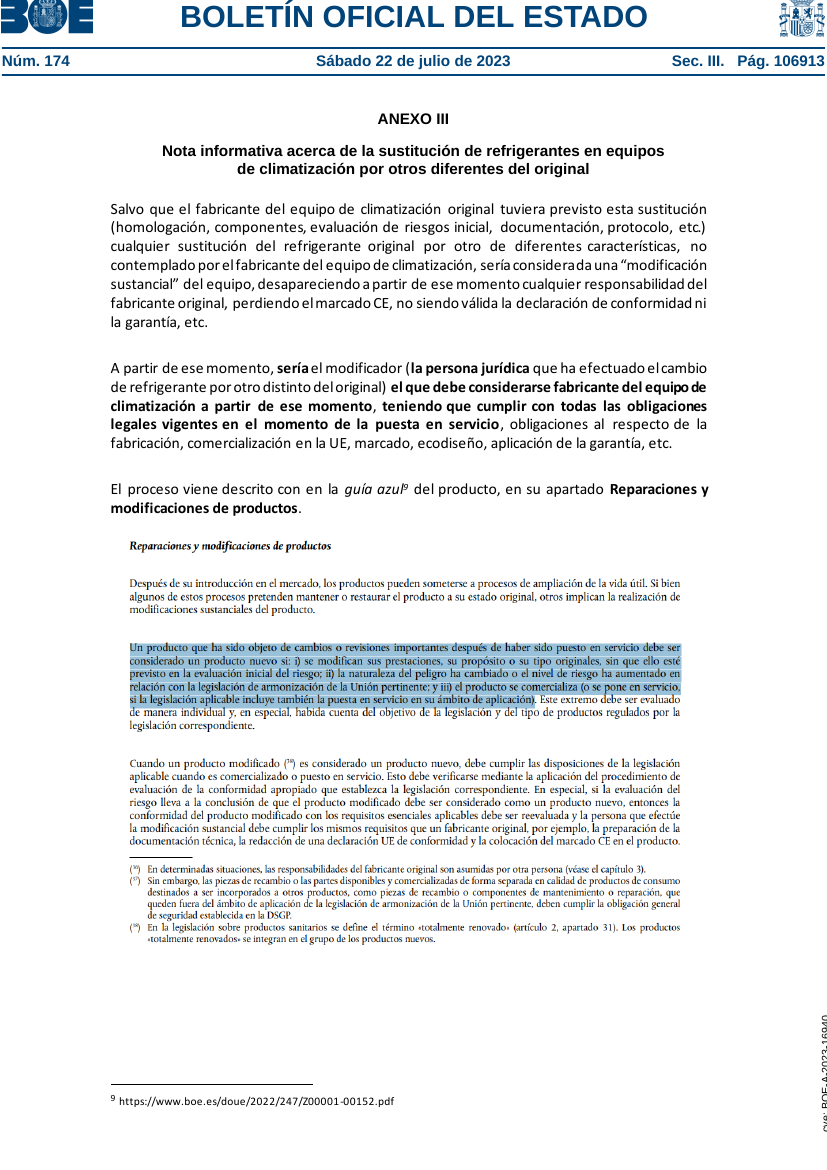 BOE
BOLETÍN OFICIAL DEL ESTADO
Núm. 174 Sábado 22 de julio de 2023 Sec. III. Pág. 106913
ANEXO III
Nota informativa acerca de la sustitución de refrigerantes en equipos
de climatización por otros diferentes del original
Salvo que el fabricante del equipo de climatización original tuviera previsto esta sustitución
(homologación, componentes, evaluación de riesgos inicial, documentación, protocolo, etc.)
cualquier sustitución del refrigerante original por otro de diferentes características, no
contemplado por el fabricante del equipo de climatización, sería considerada una “modificación
sustancial” del equipo, desapareciendo a partir de ese momento cualquier responsabilidad del
fabricante original, perdiendo el marcado CE, no siendo válida la declaración de conformidad ni
la garantía, etc.
A partir de ese momento, sería el modificador (la persona jurídica que ha efectuado el cambio
de refrigerante por otro distinto del original) el que debe considerarse fabricante del equipo de
climatización a partir de ese momento, teniendo que cumplir con todas las obligaciones
legales vigentes en el momento de la puesta en servicio, obligaciones al respecto de la
fabricación, comercialización en la UE, marcado, ecodiseño, aplicación de la garantía, etc.
El proceso viene descrito con en la guía azul⁹ del producto, en su apartado Reparaciones y
modificaciones de productos.
Reparaciones y modificaciones de productos
Después de su introducción en el mercado, los productos pueden someterse a procesos de ampliación de la vida útil. Si bien
algunos de estos procesos pretenden mantener o restaurar el producto a su estado original, otros implican la realización de
modificaciones sustanciales del producto.
Un producto que ha sido objeto de cambios o revisiones importantes después de haber sido puesto en servicio debe ser
considerado un producto nuevo si: i) se modifican sus prestaciones, su propósito o su tipo originales, sin que ello esté
previsto en la evaluación inicial del riesgo; ii) la naturaleza del peligro ha cambiado o el nivel de riesgo ha aumentado en
relación con la legislación de armonización de la Unión pertinente; y iii) el producto se comercializa (o se pone en servicio,
si la legislación aplicable incluye también la puesta en servicio en su ámbito de aplicación). Este extremo debe ser evaluado
de manera individual y, en especial, habida cuenta del objetivo de la legislación y del tipo de productos regulados por la
legislación correspondiente.
Cuando un producto modificado (³⁸) es considerado un producto nuevo, debe cumplir las disposiciones de la legislación
aplicable cuando es comercializado o puesto en servicio. Esto debe verificarse mediante la aplicación del procedimiento de
evaluación de la conformidad apropiado que establezca la legislación correspondiente. En especial, si la evaluación del
riesgo lleva a la conclusión de que el producto modificado debe ser considerado como un producto nuevo, entonces la
conformidad del producto modificado con los requisitos esenciales aplicables debe ser reevaluada y la persona que efectúe
la modificación sustancial debe cumplir los mismos requisitos que un fabricante original, por ejemplo, la preparación de la
documentación técnica, la redacción de una declaración UE de conformidad y la colocación del marcado CE en el producto.
(³⁶) En determinadas situaciones, las responsabilidades del fabricante original son asumidas por otra persona (véase el capítulo 3).
(³⁷) Sin embargo, las piezas de recambio o las partes disponibles y comercializadas de forma separada en calidad de productos de consumo
destinados a ser incorporados a otros productos, como piezas de recambio o componentes de mantenimiento o reparación, que
queden fuera del ámbito de aplicación de la legislación de armonización de la Unión pertinente, deben cumplir la obligación general
de seguridad establecida en la DSGP.
(³⁸) En la legislación sobre productos sanitarios se define el término «totalmente renovado» (artículo 2, apartado 31). Los productos
«totalmente renovados» se integran en el grupo de los productos nuevos.
⁹ https://www.boe.es/doue/2022/247/Z00001-00152.pdf
cve: BOE-A-2023-16940